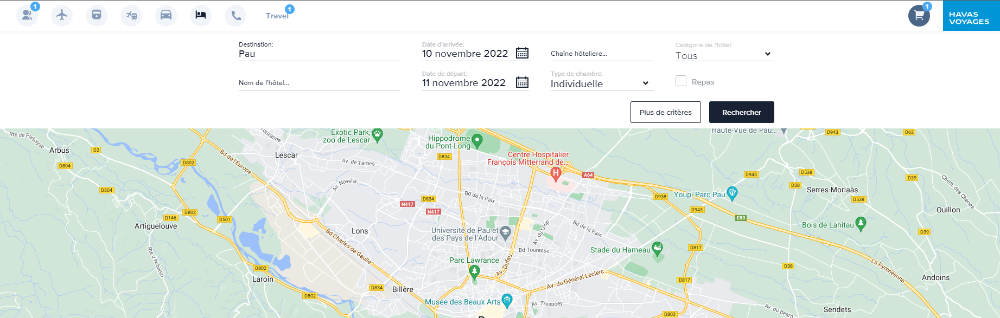 1
Travel
1
1
HAVAS
VOYAGES
Destination:
Pau
Date d'arrivée:
10 novembre 2022
Chaîne hôteliere...
Catégorie de l'hôtel:
Tous
Nom de l'hôtel...
Date de départ:
11 novembre 2022
Type de chambre:
Individuelle
Repas
Plus de critères
Rechercher
Rte de Parbayse
Arbus
D2
D804
D802
Bd de l'Europe
Touzanne
Lescar
Exotic Park,
zoo de Lescar
Av. de Tarbes
Hippodrome
du Pont-Long
D834
Centre Hospitalier
François Mitterrand de...
H
A64
Haute-Vue de Pau...
D943
D62
D943
D538
D38
D39
Serres-Morlaàs
Chem. des Chênes
D804
Av. Novella
Bd de la Paix
D834
N417
N417
D938
Youpi Parc Pau
D538
D943
E80
Ouillon
D802
D146
D501
Artiguelouve
Lons
Université de Pau et
des Pays de l'Adour
Av. du Loup
Bd de la Paix
Bois de Lahitau
D39
Bd Charles de Gaulle
Bd Tourasse
Stade du Hameau
D817
Rte d'Aubertin
Parc Lawrance
Av. Dufau
D802
Laroin
D38
La Pyrénéenne
Andoins
D834
Billère
Av. du Général Leclerc
D817
D802
Musée des Beaux Arts
Av. Trespoey
Av. du Béarn
Sendets
D802